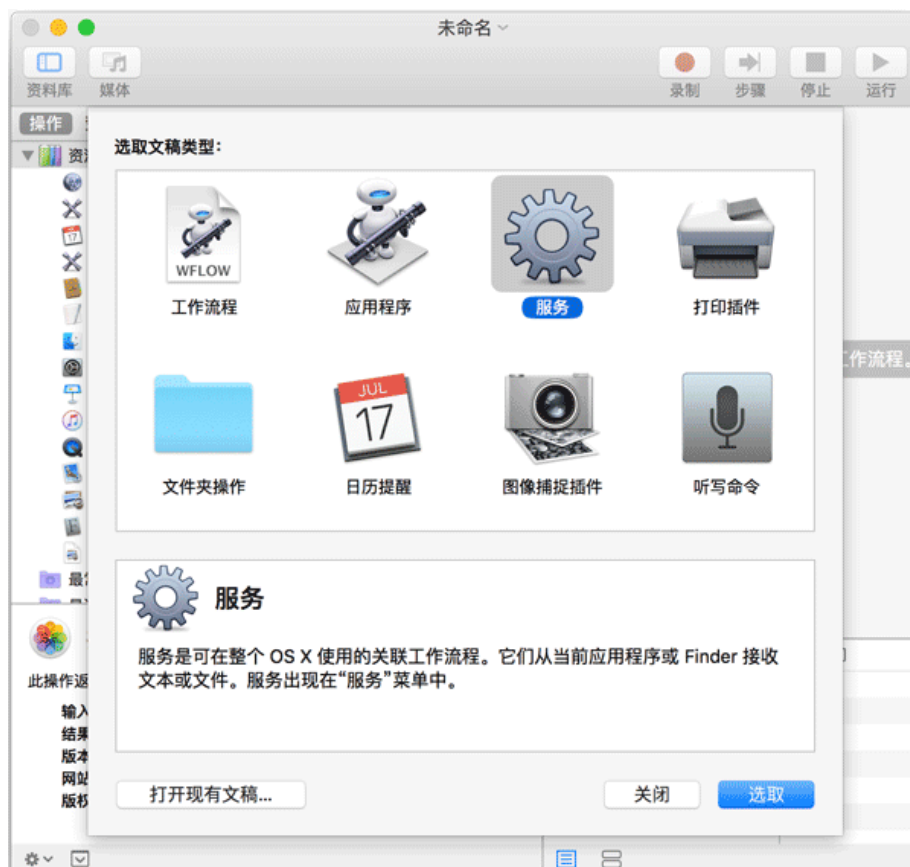 未命名
资料库 媒体 录制 步骤 停止 运行
操作
选取文稿类型：
资
17
WFLOW
工作流程 应用程序 服务 打印插件
工作流程。
JUL
17
文件夹操作 日历提醒 图像捕捉插件 听写命令
最
服务
服务是可在整个 OS X 使用的关联工作流程。它们从当前应用程序或 Finder 接收
文本或文件。服务出现在“服务”菜单中。
此操作返
输入
结果
版本
网站
版权
打开现有文稿... 关闭 选取